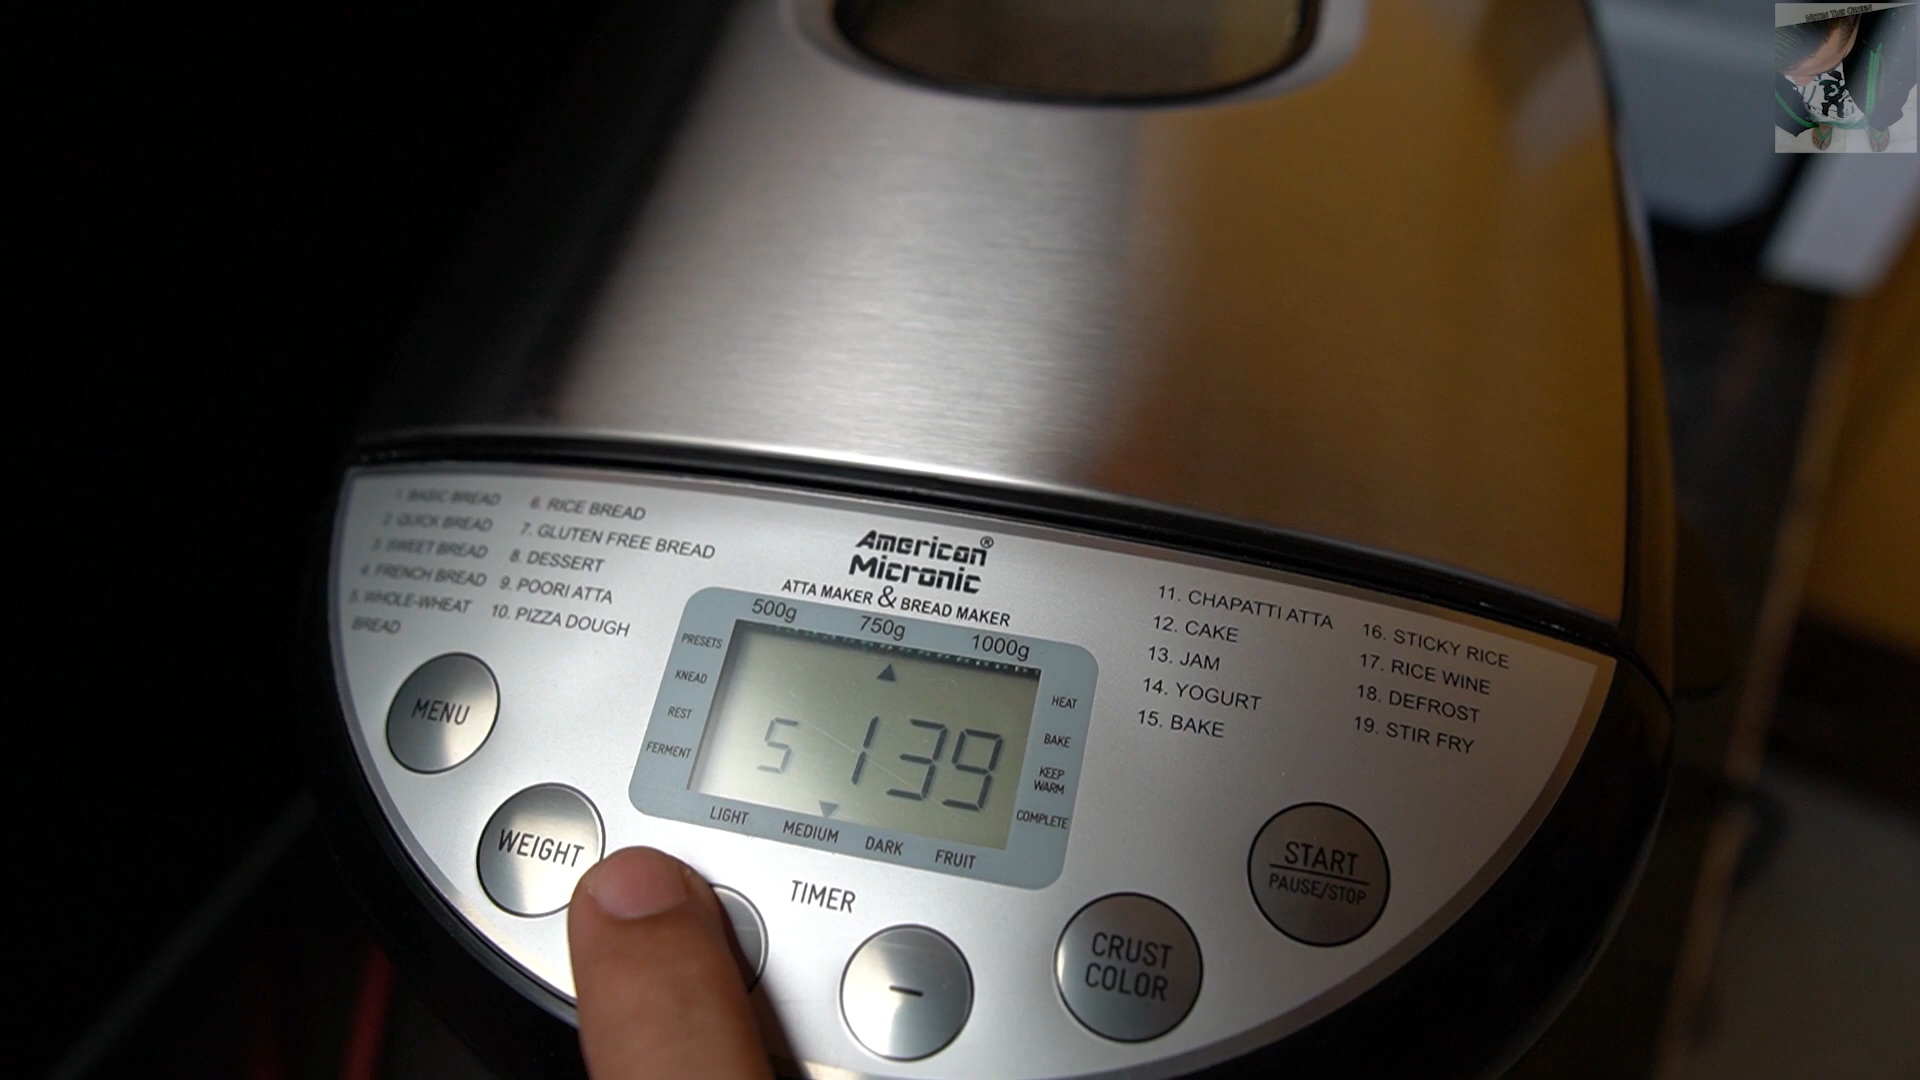 1. BASIC BREAD
2. QUICK BREAD
3. SWEET BREAD
4. FRENCH BREAD
5. WHOLE-WHEAT
BREAD
6. RICE BREAD
7. GLUTEN FREE BREAD
8. DESSERT
9. POORI ATTA
10. PIZZA DOUGH
American®
Micronic
ATTA MAKER & BREAD MAKER
11. CHAPATTI ATTA
12. CAKE
13. JAM
14. YOGURT
15. BAKE
16. STICKY RICE
17. RICE WINE
18. DEFROST
19. STIR FRY
500g 750g 1000g
PRESETS
KNEAD
REST
FERMENT
5 1 39
HEAT
BAKE
KEEP
WARM
COMPLETE
LIGHT MEDIUM DARK FRUIT
MENU
WEIGHT
TIMER
−
CRUST
COLOR
START
PAUSE/STOP